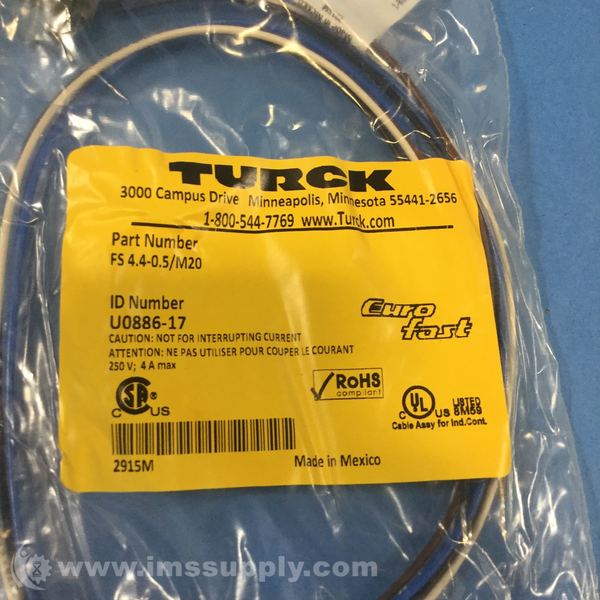 TURCK
3000 Campus Drive Minneapolis, Minnesota 55441-2656
1-800-544-7769 www.Turck.com
Part Number
FS 4.4-0.5/M20
ID Number
U0886-17
Euro
fast
CAUTION: NOT FOR INTERRUPTING CURRENT
ATTENTION: NE PAS UTILISER POUR COUPER LE COURANT
250 V; 4 A max
C SA US
RoHS
compliant
C UL US LISTED
8M59
Cable Assy for Ind.Cont.
2915M
Made in Mexico
www.imssupply.com